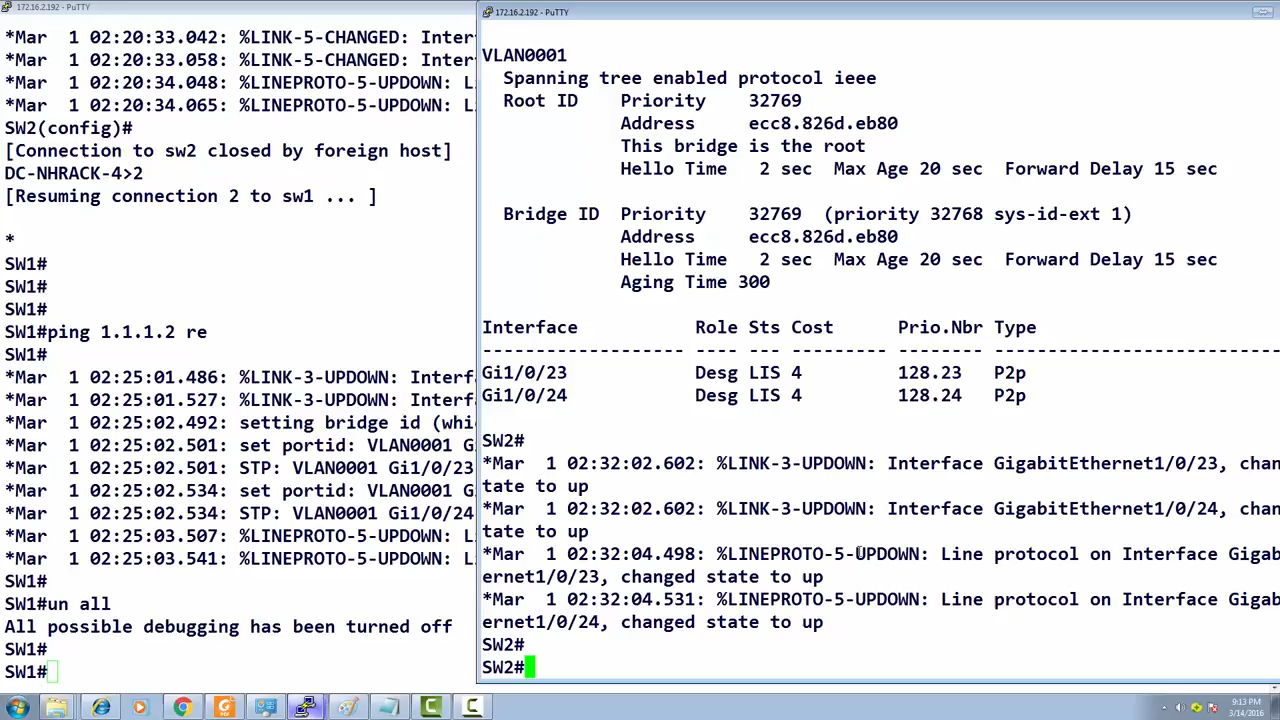 172.16.2.192 - PuTTY
*Mar  1 02:20:33.042: %LINK-5-CHANGED: Inter
*Mar  1 02:20:33.058: %LINK-5-CHANGED: Inter
*Mar  1 02:20:34.048: %LINEPROTO-5-UPDOWN: L
*Mar  1 02:20:34.065: %LINEPROTO-5-UPDOWN: L
SW2(config)#
[Connection to sw2 closed by foreign host]
DC-NHRACK-4>2
[Resuming connection 2 to sw1 ... ]
*
SW1#
SW1#
SW1#
SW1#ping 1.1.1.2 re
SW1#
*Mar  1 02:25:01.486: %LINK-3-UPDOWN: Interf
*Mar  1 02:25:01.527: %LINK-3-UPDOWN: Interf
*Mar  1 02:25:02.492: setting bridge id (whi
*Mar  1 02:25:02.501: set portid: VLAN0001 G
*Mar  1 02:25:02.501: STP: VLAN0001 Gi1/0/23
*Mar  1 02:25:02.534: set portid: VLAN0001 G
*Mar  1 02:25:02.534: STP: VLAN0001 Gi1/0/24
*Mar  1 02:25:03.507: %LINEPROTO-5-UPDOWN: L
*Mar  1 02:25:03.541: %LINEPROTO-5-UPDOWN: L
SW1#
SW1#un all
All possible debugging has been turned off
SW1#
SW1#
172.16.2.192 - PuTTY
VLAN0001
  Spanning tree enabled protocol ieee
  Root ID    Priority    32769
             Address     ecc8.826d.eb80
             This bridge is the root
             Hello Time   2 sec  Max Age 20 sec  Forward Delay 15 sec
  Bridge ID  Priority    32769  (priority 32768 sys-id-ext 1)
             Address     ecc8.826d.eb80
             Hello Time   2 sec  Max Age 20 sec  Forward Delay 15 sec
             Aging Time 300
Interface           Role Sts Cost      Prio.Nbr Type
------------------- ---- --- --------- -------- ---------------------------
Gi1/0/23            Desg LIS 4         128.23   P2p
Gi1/0/24            Desg LIS 4         128.24   P2p
SW2#
*Mar  1 02:32:02.602: %LINK-3-UPDOWN: Interface GigabitEthernet1/0/23, chan
tate to up
*Mar  1 02:32:02.602: %LINK-3-UPDOWN: Interface GigabitEthernet1/0/24, chan
tate to up
*Mar  1 02:32:04.498: %LINEPROTO-5-UPDOWN: Line protocol on Interface Gigab
ernet1/0/23, changed state to up
*Mar  1 02:32:04.531: %LINEPROTO-5-UPDOWN: Line protocol on Interface Gigab
ernet1/0/24, changed state to up
SW2#
SW2#
9:13 PM
3/14/2016